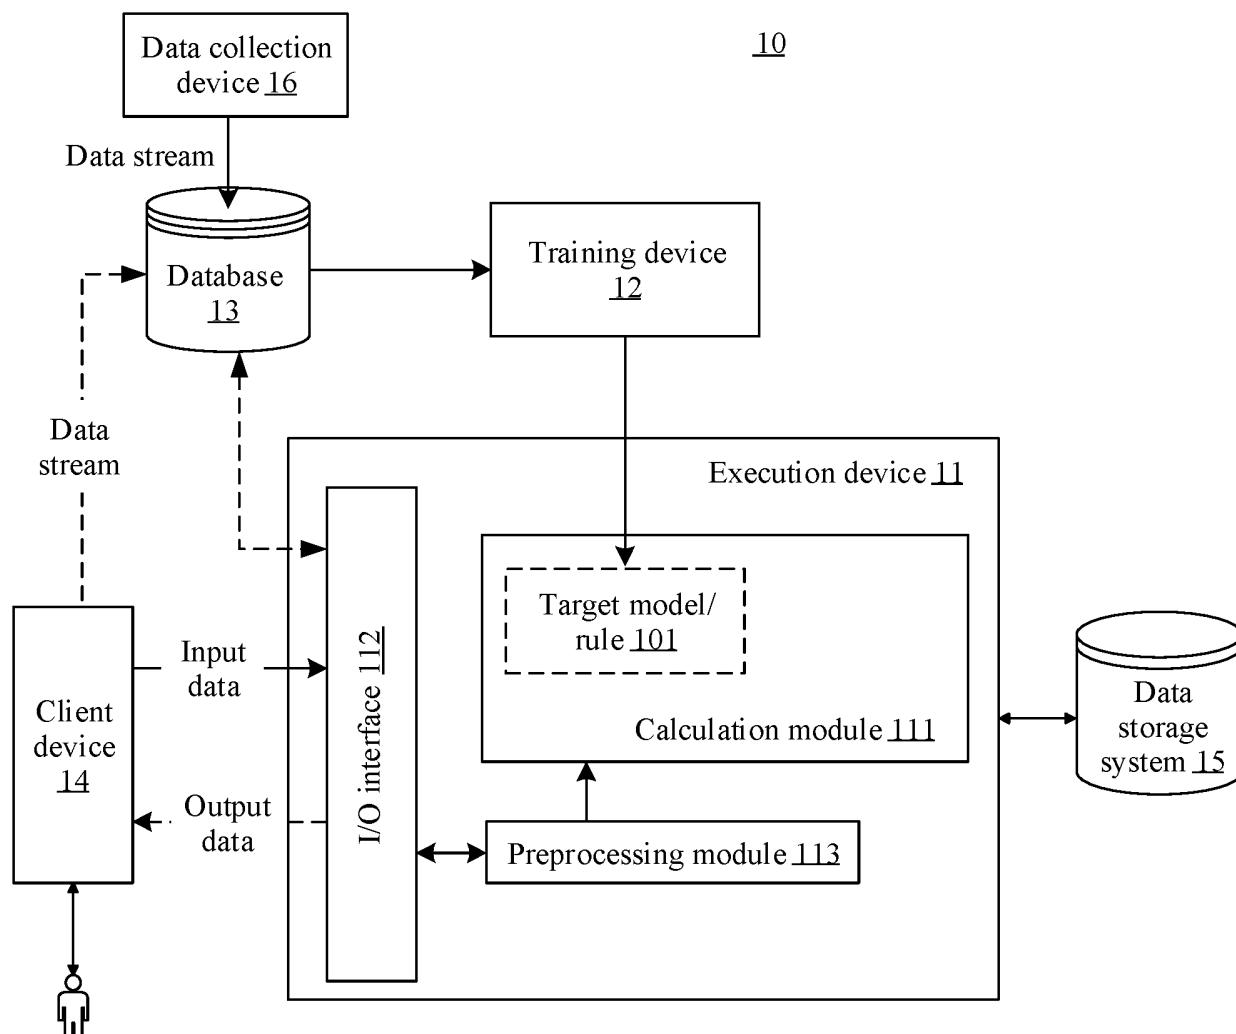 Data collection
device 16
10
Data stream
Database
13
Training device
12
Data
stream
Execution device 11
Target model/
rule 101
Calculation module 111
I/O interface 112
Input
data
Client
device
14
Output
data
Preprocessing module 113
Data
storage
system 15